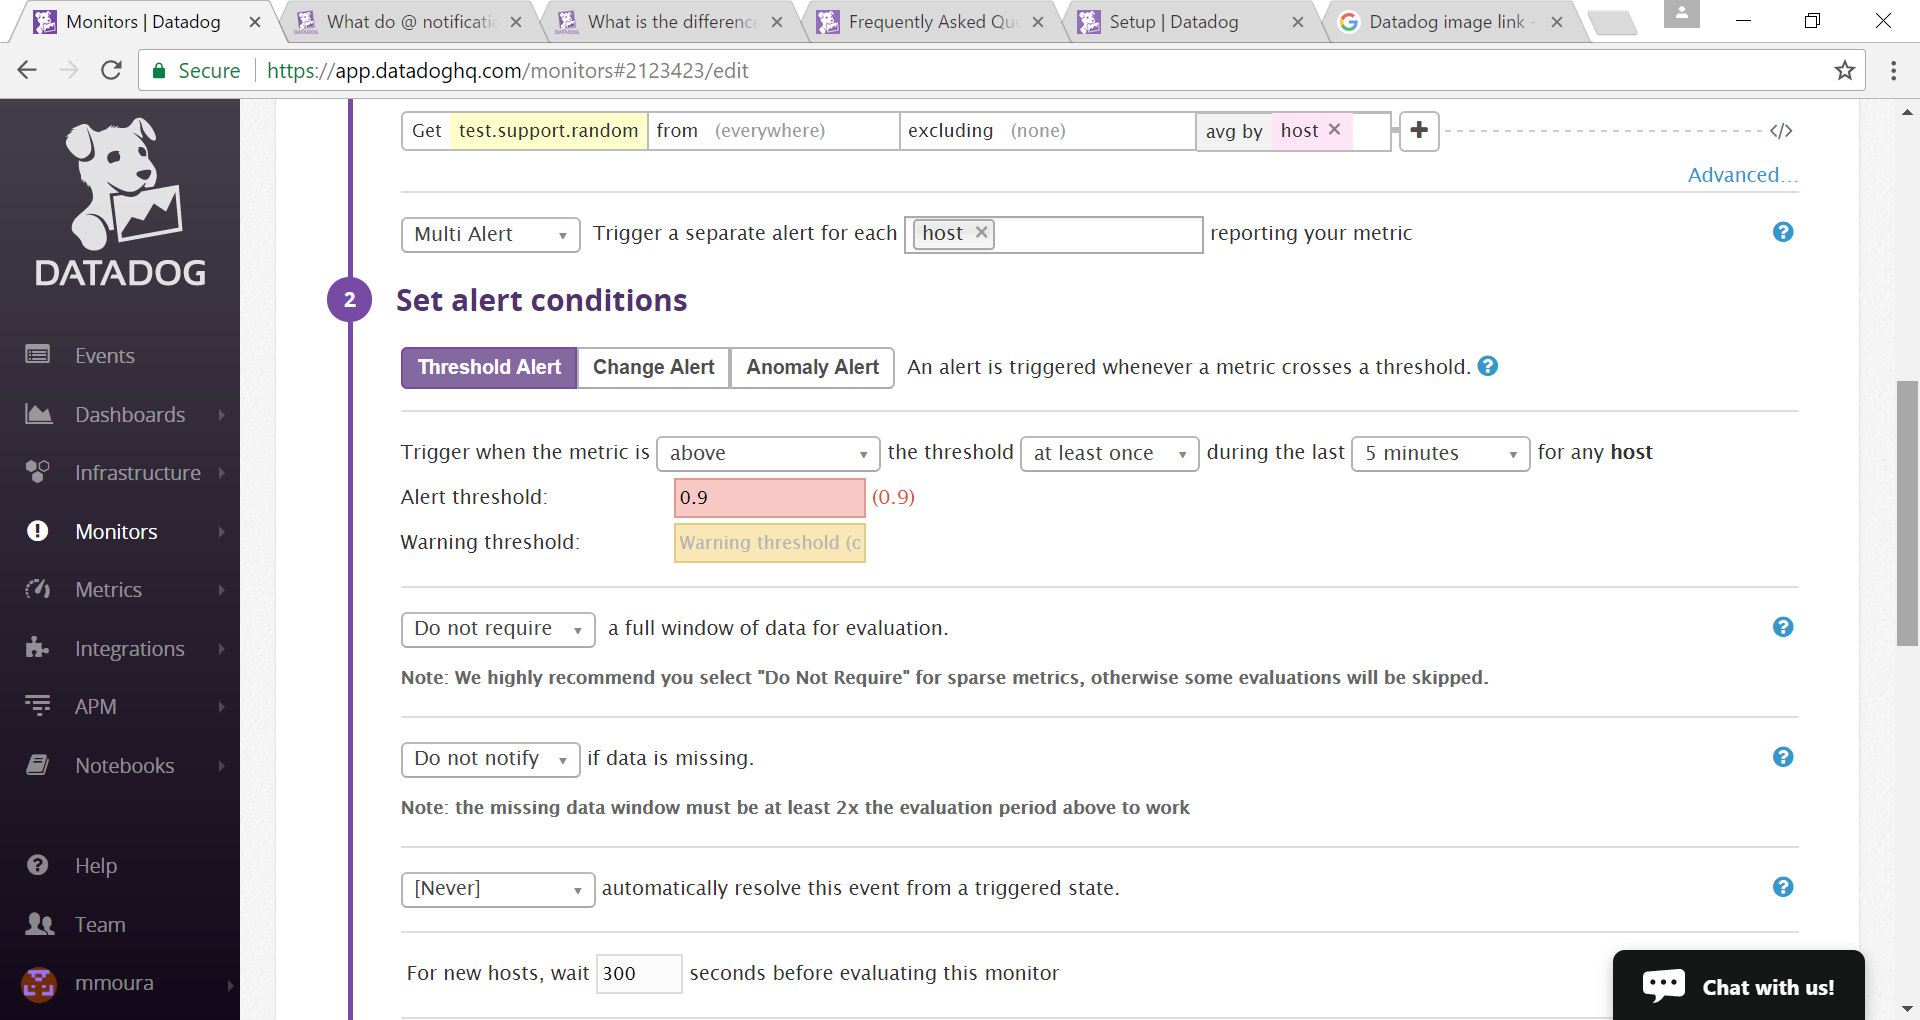 Monitors | Datadog
What do @ notificati
What is the difference
Frequently Asked Qu
Setup | Datadog
Datadog image link -
Secure
https://app.datadoghq.com/monitors#2123423/edit
DATADOG
Events
Dashboards
Infrastructure
Monitors
Metrics
Integrations
APM
Notebooks
Help
Team
mmoura
Get test.support.random from (everywhere) excluding (none) avg by host × + </>
Advanced...
Multi Alert Trigger a separate alert for each host × reporting your metric
2 Set alert conditions
Threshold Alert Change Alert Anomaly Alert An alert is triggered whenever a metric crosses a threshold. ?
Trigger when the metric is above the threshold at least once during the last 5 minutes for any host
Alert threshold: 0.9 (0.9)
Warning threshold: Warning threshold (o
Do not require a full window of data for evaluation.
Note: We highly recommend you select "Do Not Require" for sparse metrics, otherwise some evaluations will be skipped.
Do not notify if data is missing.
Note: the missing data window must be at least 2x the evaluation period above to work
[Never] automatically resolve this event from a triggered state.
For new hosts, wait 300 seconds before evaluating this monitor
Chat with us!